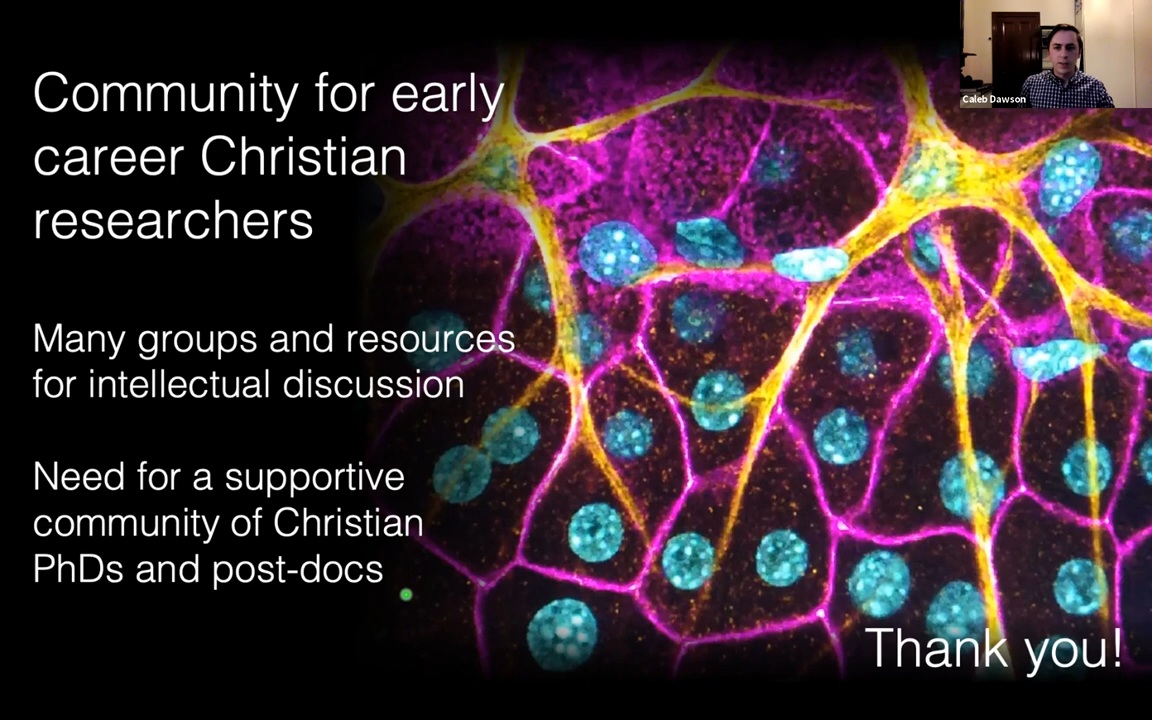 Community for early
career Christian
researchers
Many groups and resources
for intellectual discussion
Need for a supportive
community of Christian
PhDs and post-docs
Thank you!
Caleb Dawson